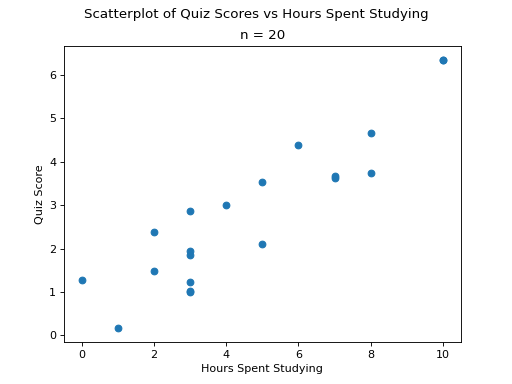 Scatterplot of Quiz Scores vs Hours Spent Studying
n = 20
6
5
4
3
2
1
0
Quiz Score
0 2 4 6 8 10
Hours Spent Studying